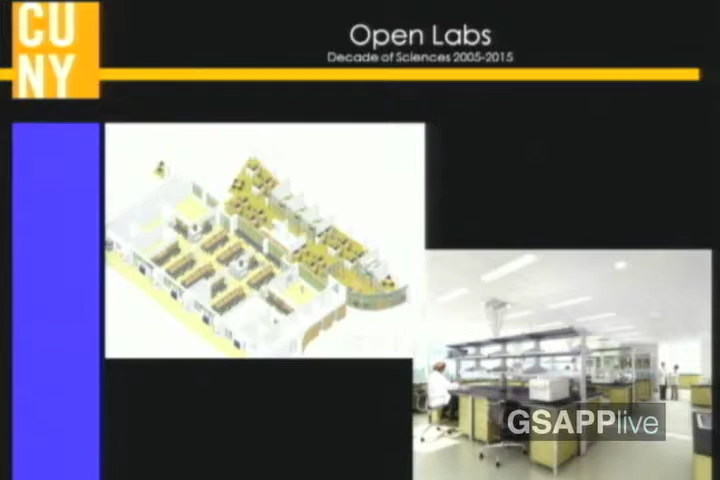 CU
NY
Open Labs
Decade of Sciences 2005-2015
GSAPPlive